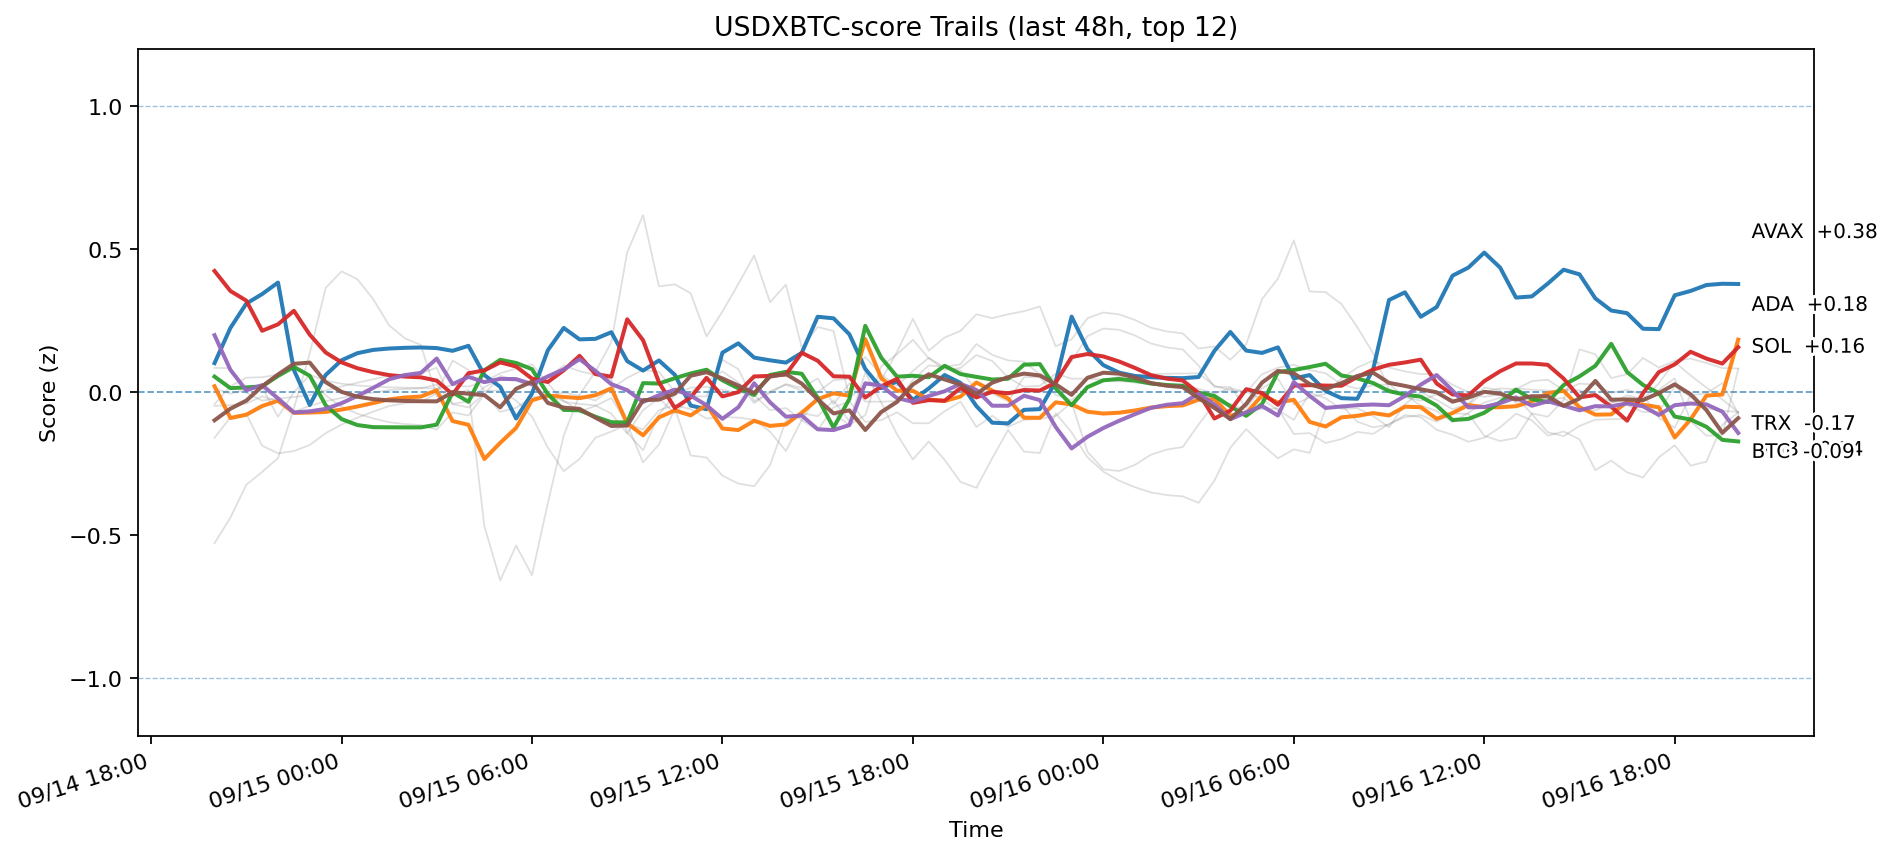 USDXBTC-score Trails (last 48h, top 12)
Score (z)
1.0
0.5
0.0
−0.5
−1.0
AVAX +0.38
ADA +0.18
SOL +0.16
TRX -0.17
BTC -0.09
09/14 18:00
09/15 00:00
09/15 06:00
09/15 12:00
09/15 18:00
09/16 00:00
09/16 06:00
09/16 12:00
09/16 18:00
Time